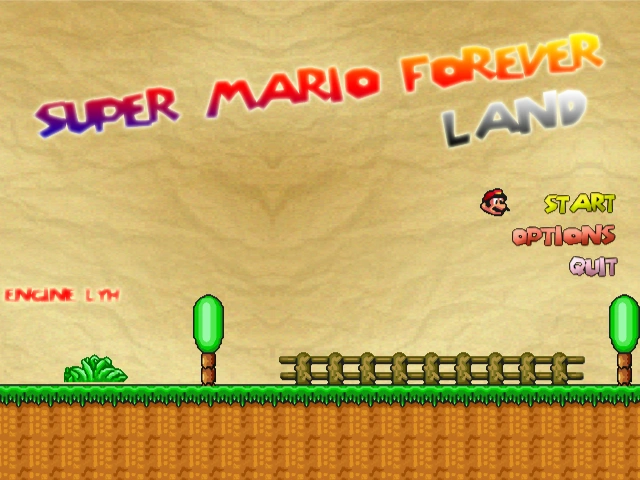 SUPER MARIO FOREVER
LAND
START
OPTIONS
QUIT
ENGINE LYH